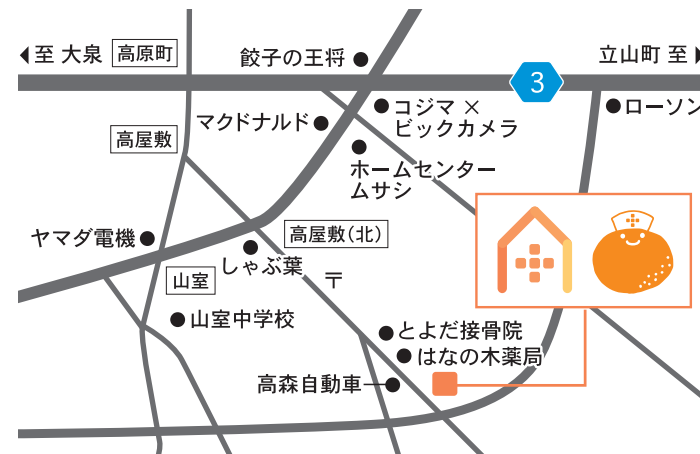 至 大泉
高原町
餃子の王将
立山町 至
3
コジマ ×
ビックカメラ
ローソン
マクドナルド
高屋敷
ホームセンター
ムサシ
ヤマダ電機
高屋敷(北)
しゃぶ葉
山室
〒
山室中学校
とよだ接骨院
はなの木薬局
高森自動車